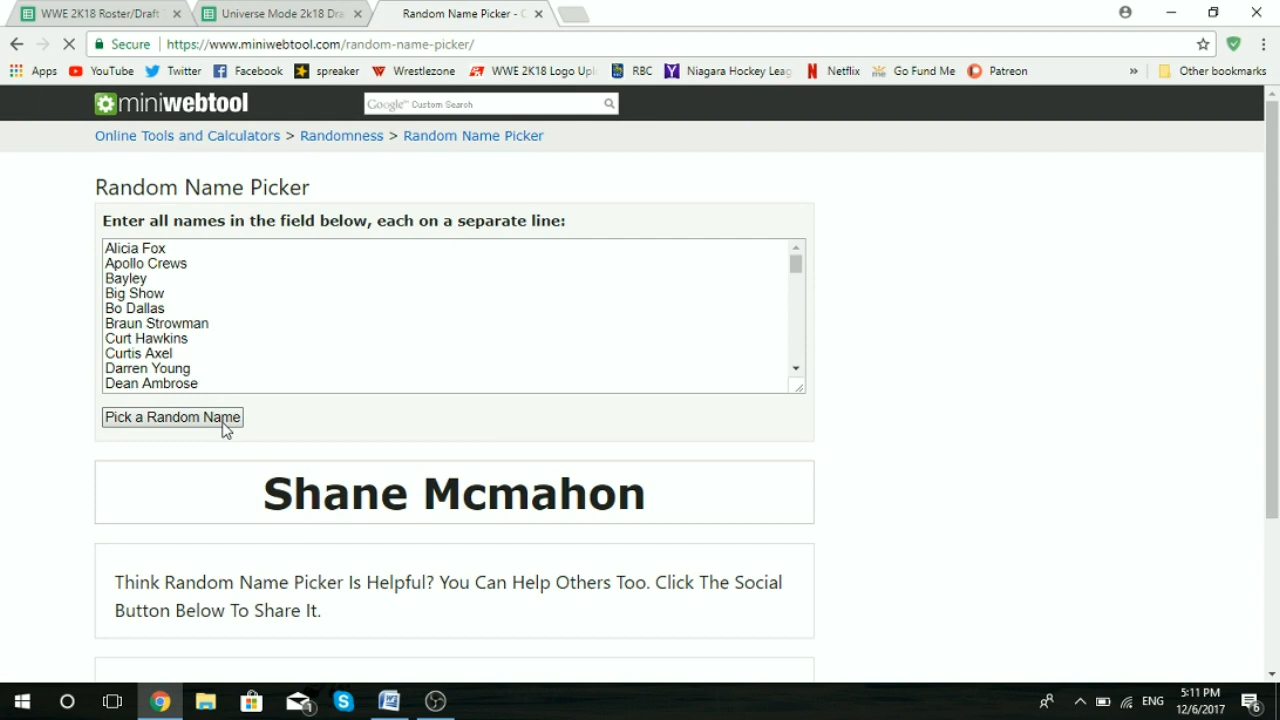 WWE 2K18 Roster/Draft
Universe Mode 2k18 Dra
Random Name Picker - C
Secure https://www.miniwebtool.com/random-name-picker/
Apps YouTube Twitter Facebook spreaker Wrestlezone WWE 2K18 Logo Upl RBC Niagara Hockey Leag Netflix Go Fund Me Patreon » Other bookmarks
miniwebtool
Google™ Custom Search
Online Tools and Calculators > Randomness > Random Name Picker
Random Name Picker
Enter all names in the field below, each on a separate line:
Alicia Fox
Apollo Crews
Bayley
Big Show
Bo Dallas
Braun Strowman
Curt Hawkins
Curtis Axel
Darren Young
Dean Ambrose
Pick a Random Name
Shane Mcmahon
Think Random Name Picker Is Helpful? You Can Help Others Too. Click The Social
Button Below To Share It.
ENG
5:11 PM
12/6/2017